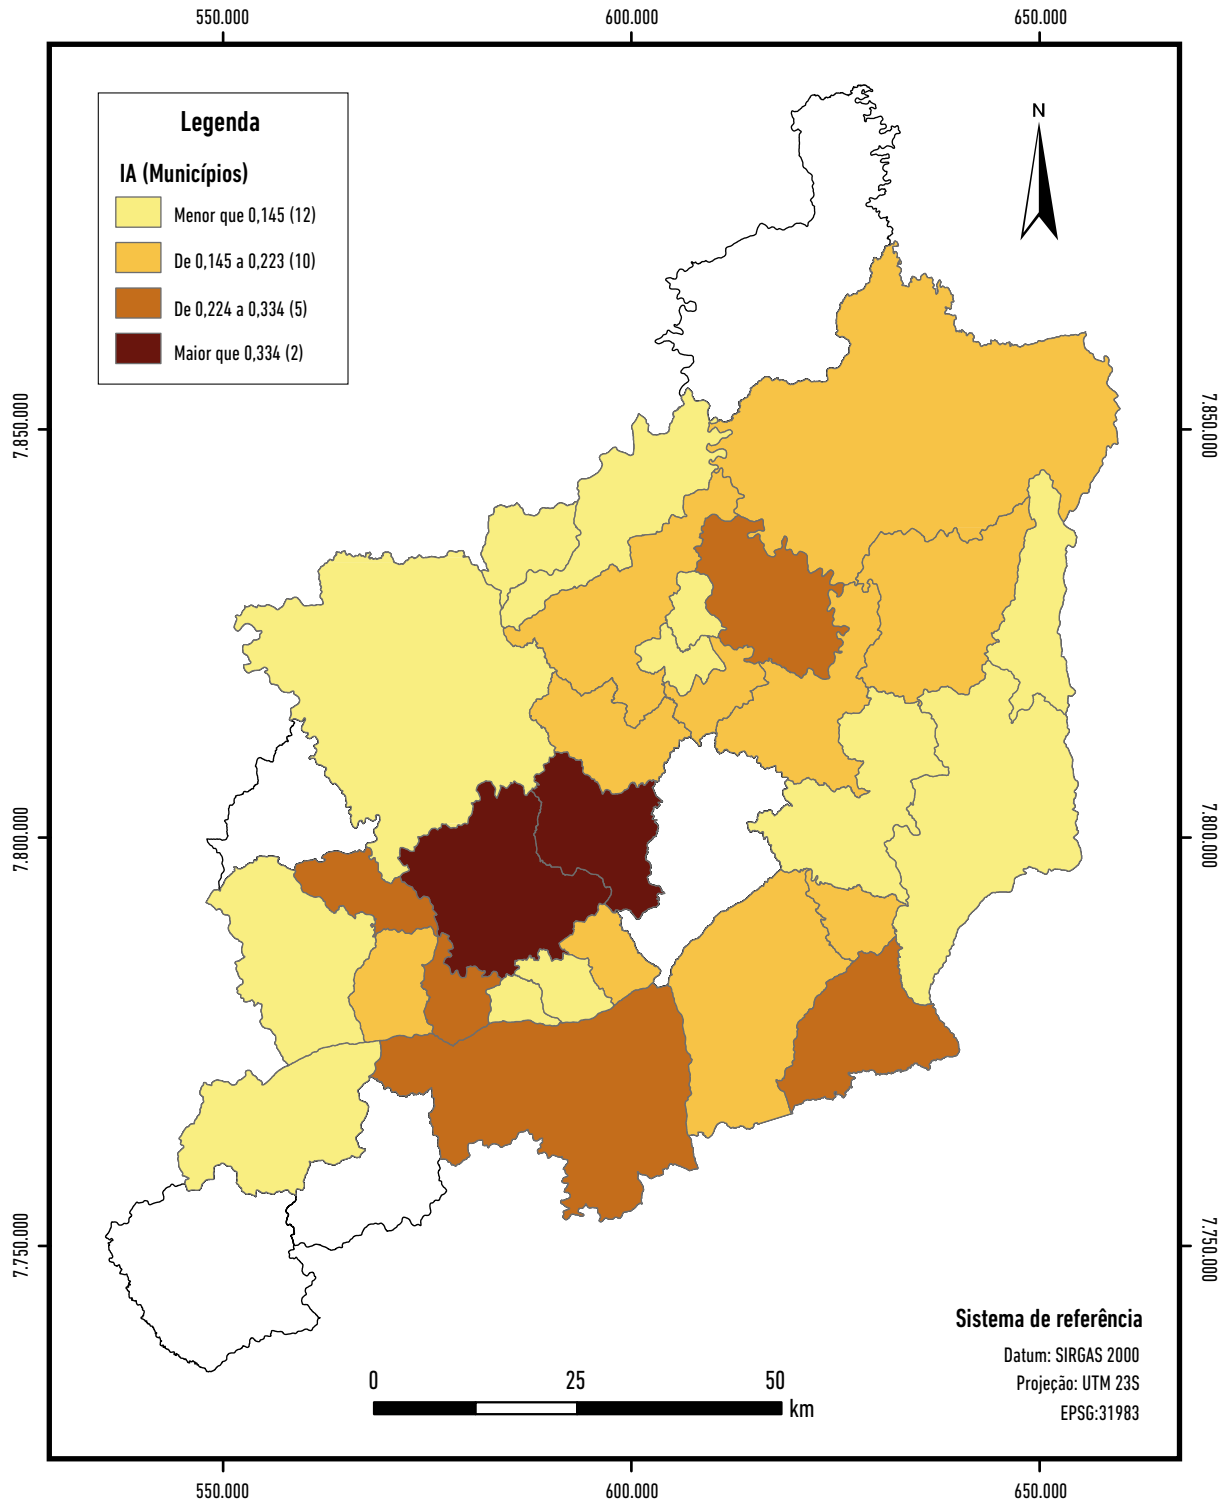 550.000
600.000
650.000
N
Legenda
IA (Municípios)
Menor que 0,145 (12)
De 0,145 a 0,223 (10)
De 0,224 a 0,334 (5)
Maior que 0,334 (2)
7.850.000
7.850.000
7.800.000
7.800.000
7.750.000
7.750.000
Sistema de referência
Datum: SIRGAS 2000
Projeção: UTM 23S
EPSG:31983
0
25
50
km
550.000
600.000
650.000